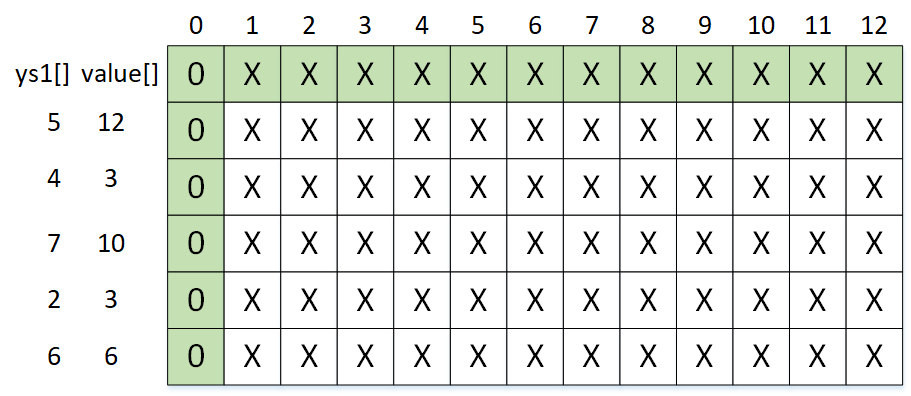 0 1 2 3 4 5 6 7 8 9 10 11 12
ys1[] value[] 0 X X X X X X X X X X X X
5 12 0 X X X X X X X X X X X X
4 3 0 X X X X X X X X X X X X
7 10 0 X X X X X X X X X X X X
2 3 0 X X X X X X X X X X X X
6 6 0 X X X X X X X X X X X X